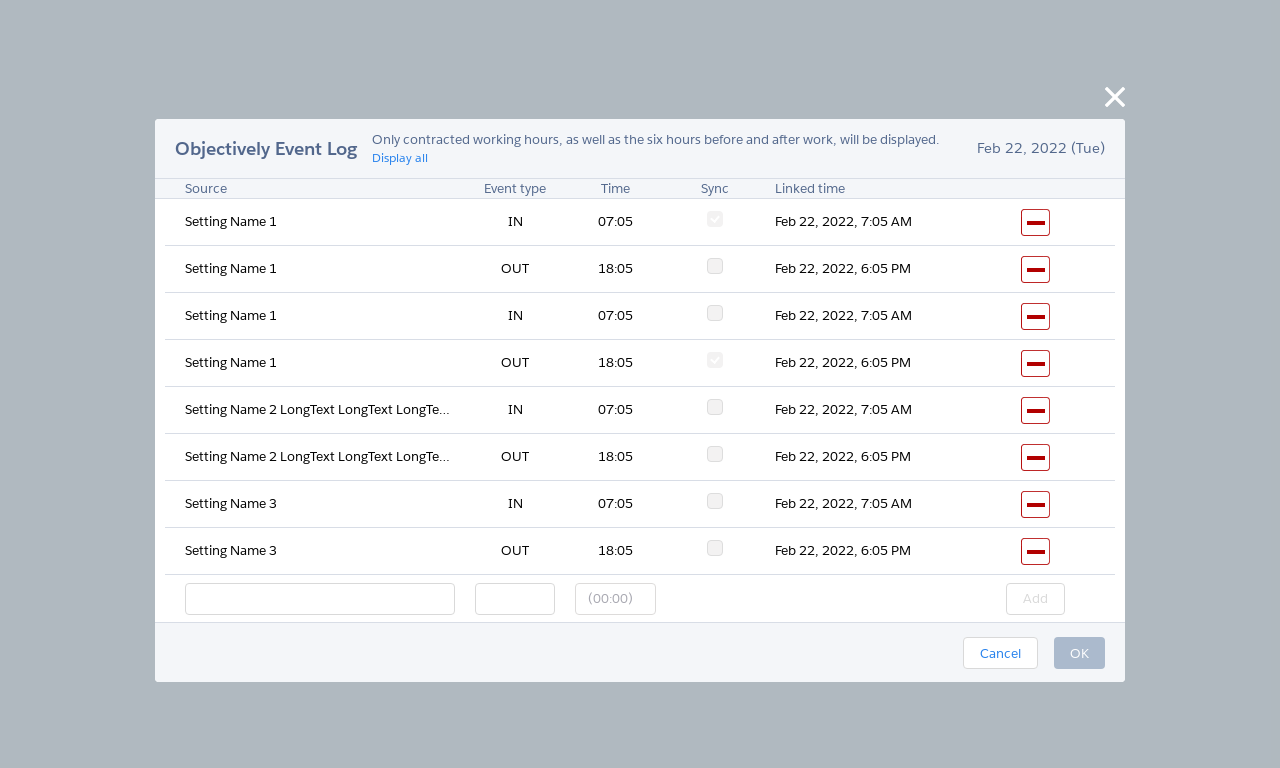 Objectively Event Log
Only contracted working hours, as well as the six hours before and after work, will be displayed.
Display all
Feb 22, 2022 (Tue)
Source Event type Time Sync Linked time
Setting Name 1 IN 07:05 Feb 22, 2022, 7:05 AM
Setting Name 1 OUT 18:05 Feb 22, 2022, 6:05 PM
Setting Name 1 IN 07:05 Feb 22, 2022, 7:05 AM
Setting Name 1 OUT 18:05 Feb 22, 2022, 6:05 PM
Setting Name 2 LongText LongText LongTe... IN 07:05 Feb 22, 2022, 7:05 AM
Setting Name 2 LongText LongText LongTe... OUT 18:05 Feb 22, 2022, 6:05 PM
Setting Name 3 IN 07:05 Feb 22, 2022, 7:05 AM
Setting Name 3 OUT 18:05 Feb 22, 2022, 6:05 PM
(00:00) Add
Cancel OK